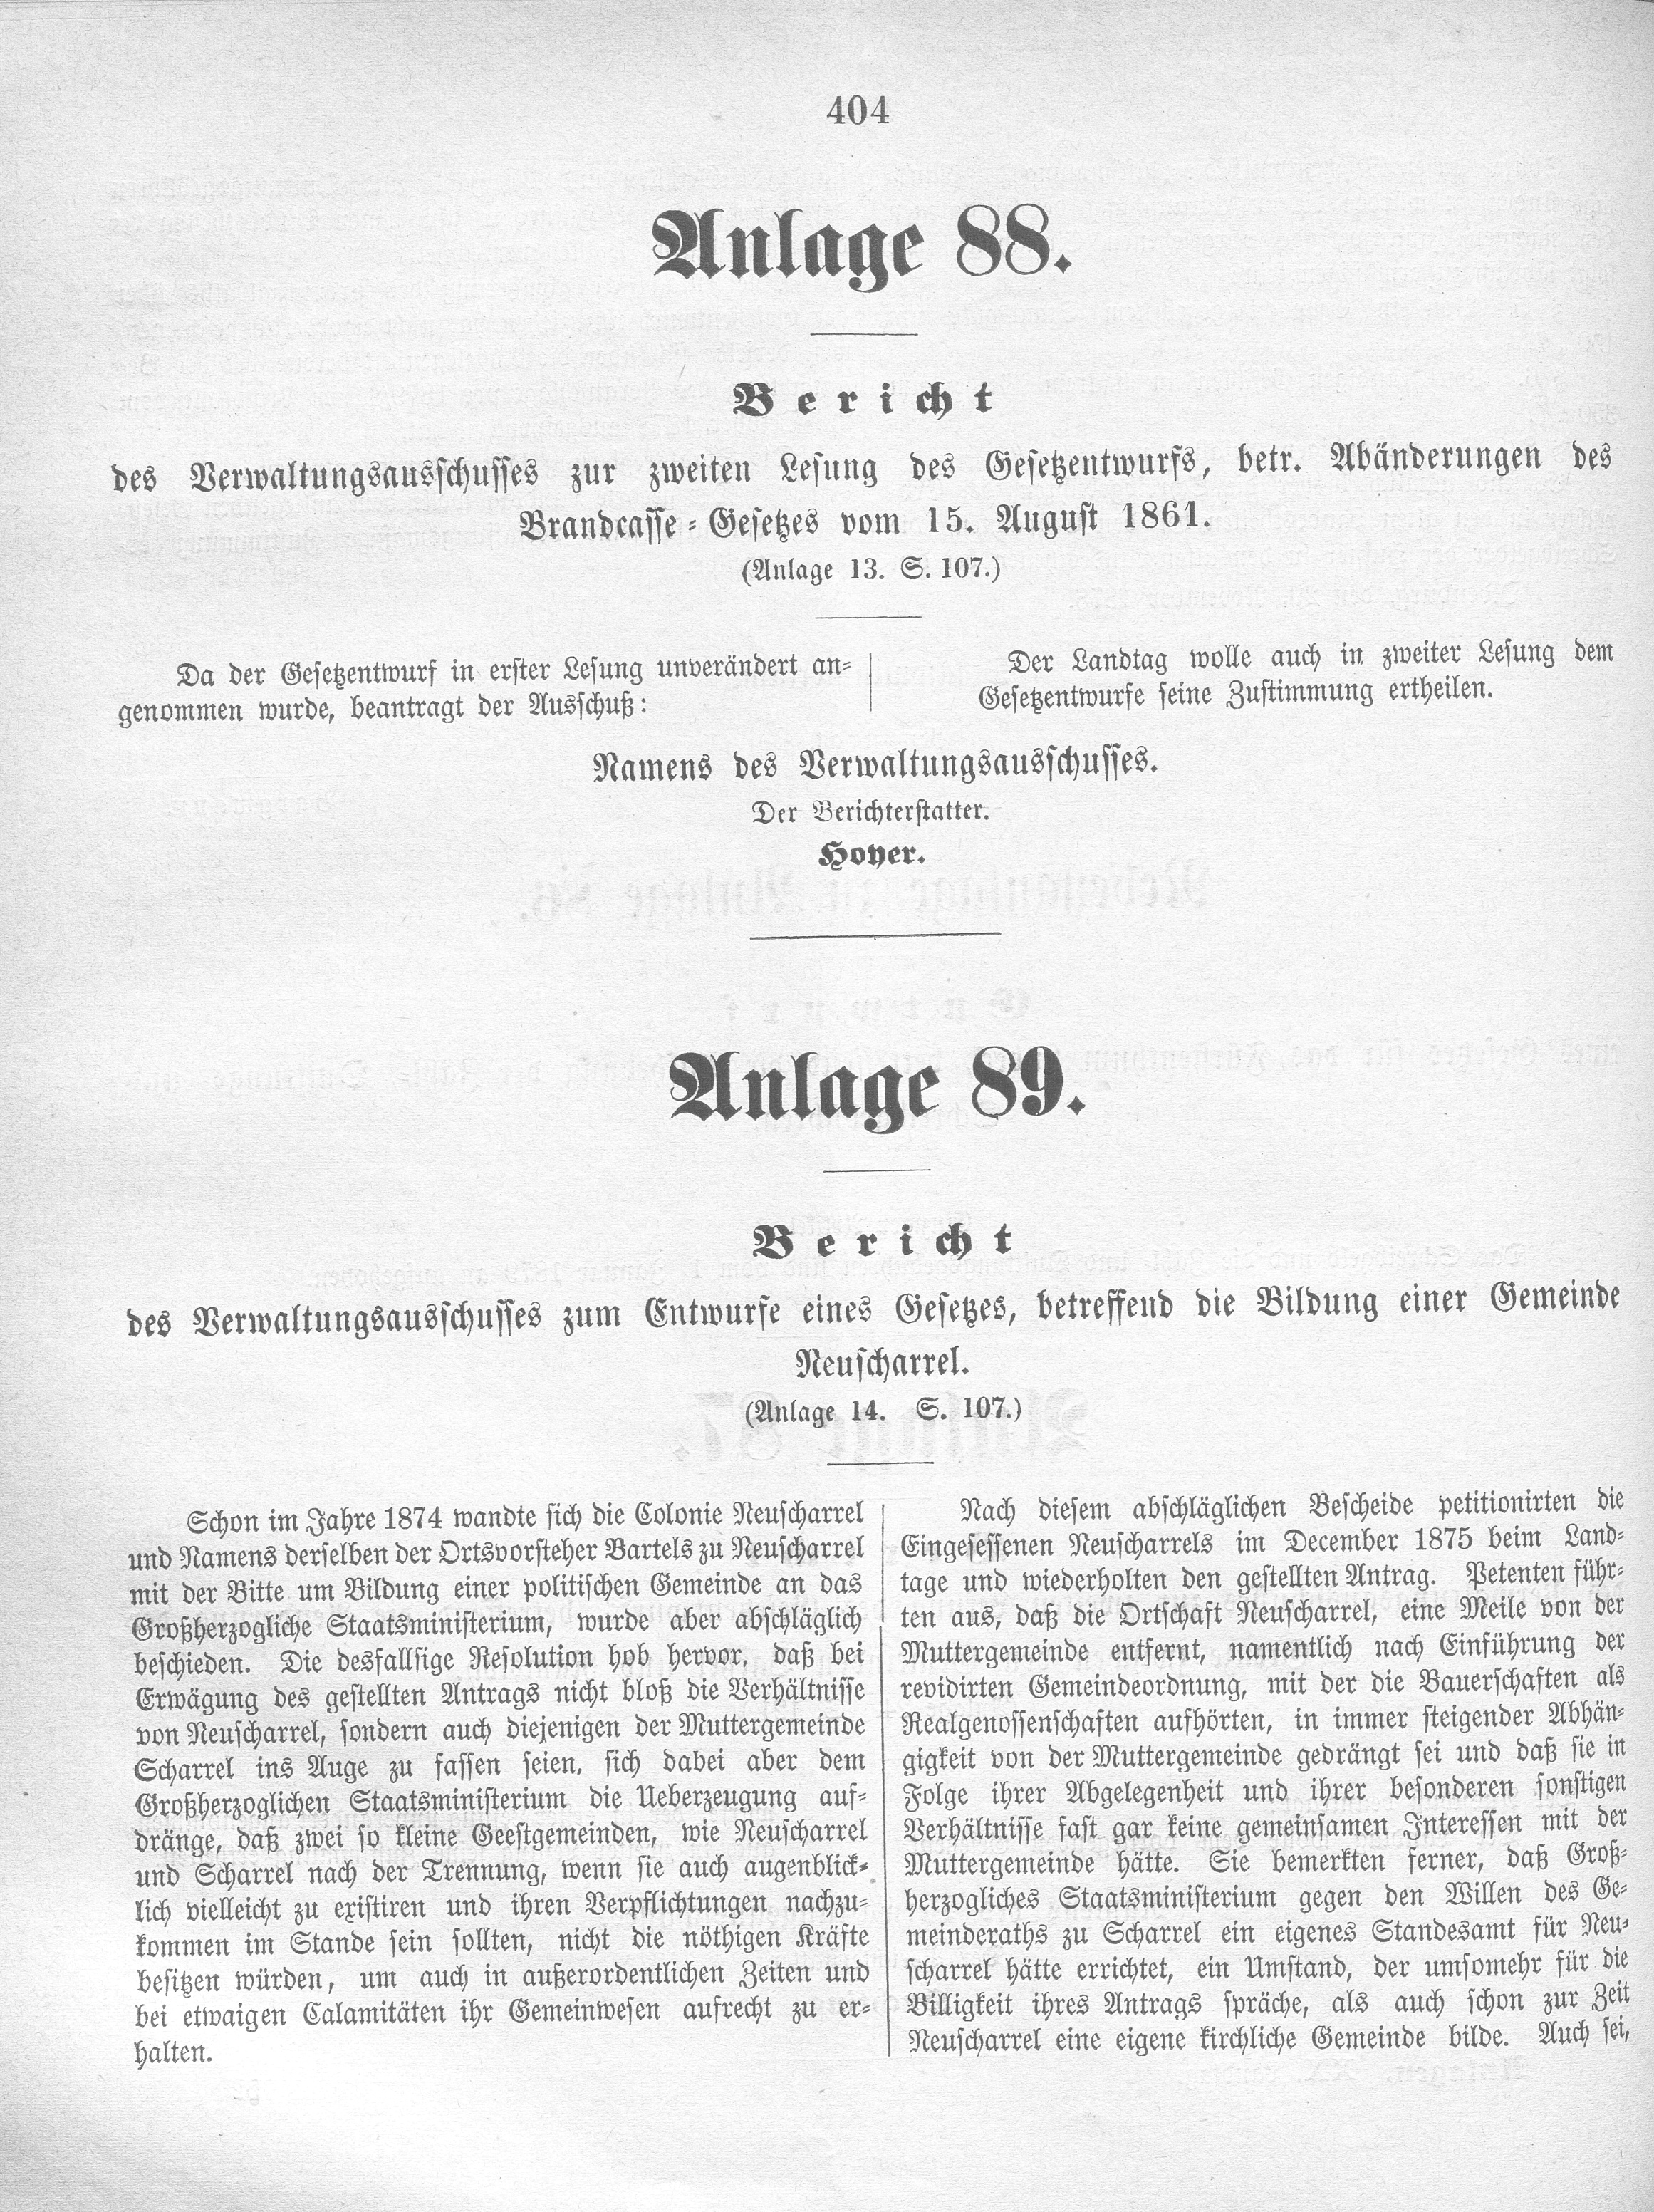 404
Anlage 88.
Bericht
des Verwaltungsausschusses zur zweiten Lesung des Gesetzentwurfs, betr. Abänderungen des
Brandcasse-Gesetzes vom 15. August 1861.
(Anlage 13. S. 107.)
Da der Gesetzentwurf in erster Lesung unverändert an-
genommen wurde, beantragt der Ausschuß:
Der Landtag wolle auch in zweiter Lesung dem
Gesetzentwurfe seine Zustimmung ertheilen.
Namens des Verwaltungsausschusses.
Der Berichterstatter.
Hoyer.
Anlage 89.
Bericht
des Verwaltungsausschusses zum Entwurfe eines Gesetzes, betreffend die Bildung einer Gemeinde
Neuscharrel.
(Anlage 14. S. 107.)
Schon im Jahre 1874 wandte sich die Colonie Neuscharrel
und Namens derselben der Ortsvorsteher Bartels zu Neuscharrel
mit der Bitte um Bildung einer politischen Gemeinde an das
Großherzogliche Staatsministerium, wurde aber abschläglich
beschieden. Die desfallsige Resolution hob hervor, daß bei
Erwägung des gestellten Antrags nicht bloß die Verhältnisse
von Neuscharrel, sondern auch diejenigen der Muttergemeinde
Scharrel ins Auge zu fassen seien, sich dabei aber dem
Großherzoglichen Staatsministerium die Ueberzeugung auf-
dränge, daß zwei so kleine Geestgemeinden, wie Neuscharrel
und Scharrel nach der Trennung, wenn sie auch augenblick-
lich vielleicht zu existiren und ihren Verpflichtungen nachzu-
kommen im Stande sein sollten, nicht die nöthigen Kräfte
besitzen würden, um auch in außerordentlichen Zeiten und
bei etwaigen Calamitäten ihr Gemeinwesen aufrecht zu er-
halten.
Nach diesem abschläglichen Bescheide petitionirten die
Eingesessenen Neuscharrels im December 1875 beim Land-
tage und wiederholten den gestellten Antrag. Petenten führ-
ten aus, daß die Ortschaft Neuscharrel, eine Meile von der
Muttergemeinde entfernt, namentlich nach Einführung der
revidirten Gemeindeordnung, mit der die Bauerschaften als
Realgenossenschaften aufhörten, in immer steigender Abhän-
gigkeit von der Muttergemeinde gedrängt sei und daß sie in
Folge ihrer Abgelegenheit und ihrer besonderen sonstigen
Verhältnisse fast gar keine gemeinsamen Interessen mit der
Muttergemeinde hätte. Sie bemerkten ferner, daß Groß-
herzogliches Staatsministerium gegen den Willen des Ge-
meinderaths zu Scharrel ein eigenes Standesamt für Neu-
scharrel hätte errichtet, ein Umstand, der umsomehr für die
Billigkeit ihres Antrags spräche, als auch schon zur Zeit
Neuscharrel eine eigene kirchliche Gemeinde bilde. Auch sei,